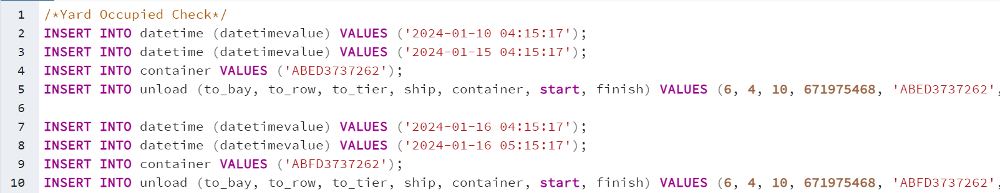 1 /*Yard Occupied Check*/
2 INSERT INTO datetime (datetimevalue) VALUES ('2024-01-10 04:15:17');
3 INSERT INTO datetime (datetimevalue) VALUES ('2024-01-15 04:15:17');
4 INSERT INTO container VALUES ('ABED3737262');
5 INSERT INTO unload (to_bay, to_row, to_tier, ship, container, start, finish) VALUES (6, 4, 10, 671975468, 'ABED3737262',
6
7 INSERT INTO datetime (datetimevalue) VALUES ('2024-01-16 04:15:17');
8 INSERT INTO datetime (datetimevalue) VALUES ('2024-01-16 05:15:17');
9 INSERT INTO container VALUES ('ABFD3737262');
10 INSERT INTO unload (to_bay, to_row, to_tier, ship, container, start, finish) VALUES (6, 4, 10, 671975468, 'ABFD3737262',